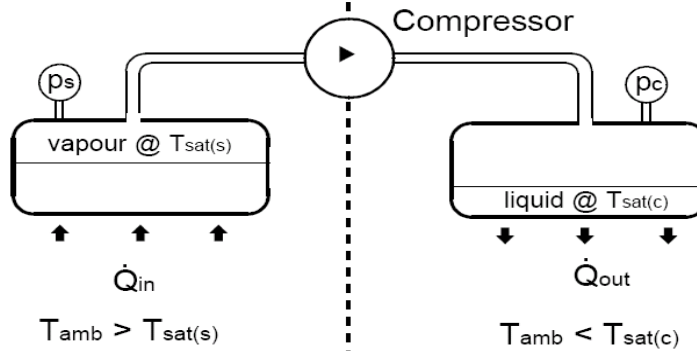 Compressor
ps
pc
vapour @ Tsat(s)
liquid @ Tsat(c)
Q̇in
Q̇out
Tamb > Tsat(s)
Tamb < Tsat(c)